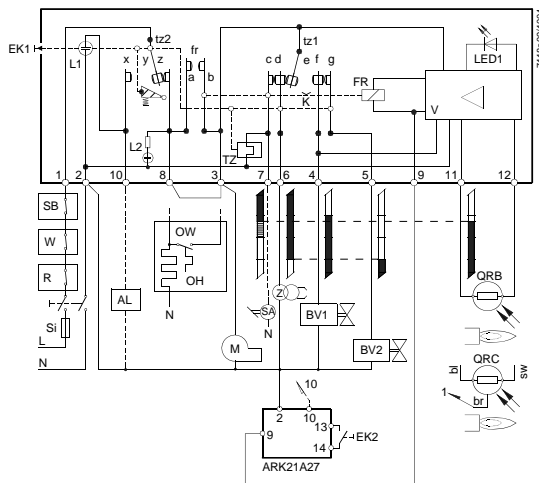 tz2
tz1
EK1
L1
x
y
z
fr
a
b
c
d
e
f
g
K
FR
LED1
V
L2
TZ
1
2
10
8
3
7
6
4
5
9
11
12
SB
W
R
Si
L
N
AL
OW
OH
N
M
SA
N
Z
BV1
BV2
QRB
QRC
bl
br
sw
1
10
2
10
9
13
14
EK2
ARK21A27